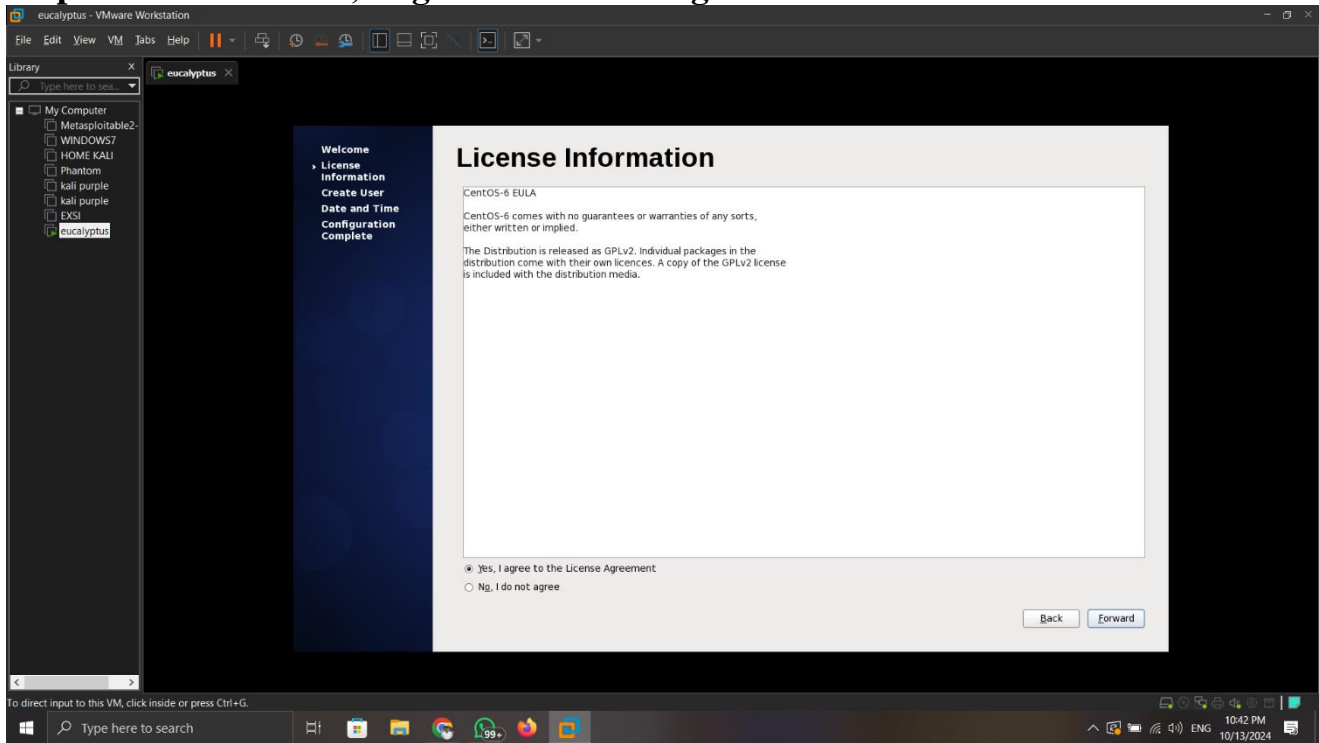 eucalyptus - VMware Workstation
File Edit View VM Tabs Help
Library X
Type here to sea...
eucalyptus
My Computer
Metasploitable2-
WINDOWS7
HOME KALI
Phantom
kali purple
kali purple
EXSI
eucalyptus
Welcome
License
Information
Create User
Date and Time
Configuration
Complete
License Information
CentOS-6 EULA
CentOS-6 comes with no guarantees or warranties of any sorts,
either written or implied.
The Distribution is released as GPLv2. Individual packages in the
distribution come with their own licences. A copy of the GPLv2 license
is included with the distribution media.
Yes, I agree to the License Agreement
No, I do not agree
Back Forward
To direct input to this VM, click inside or press Ctrl+G.
Type here to search
99+
ENG
10:42 PM
10/13/2024